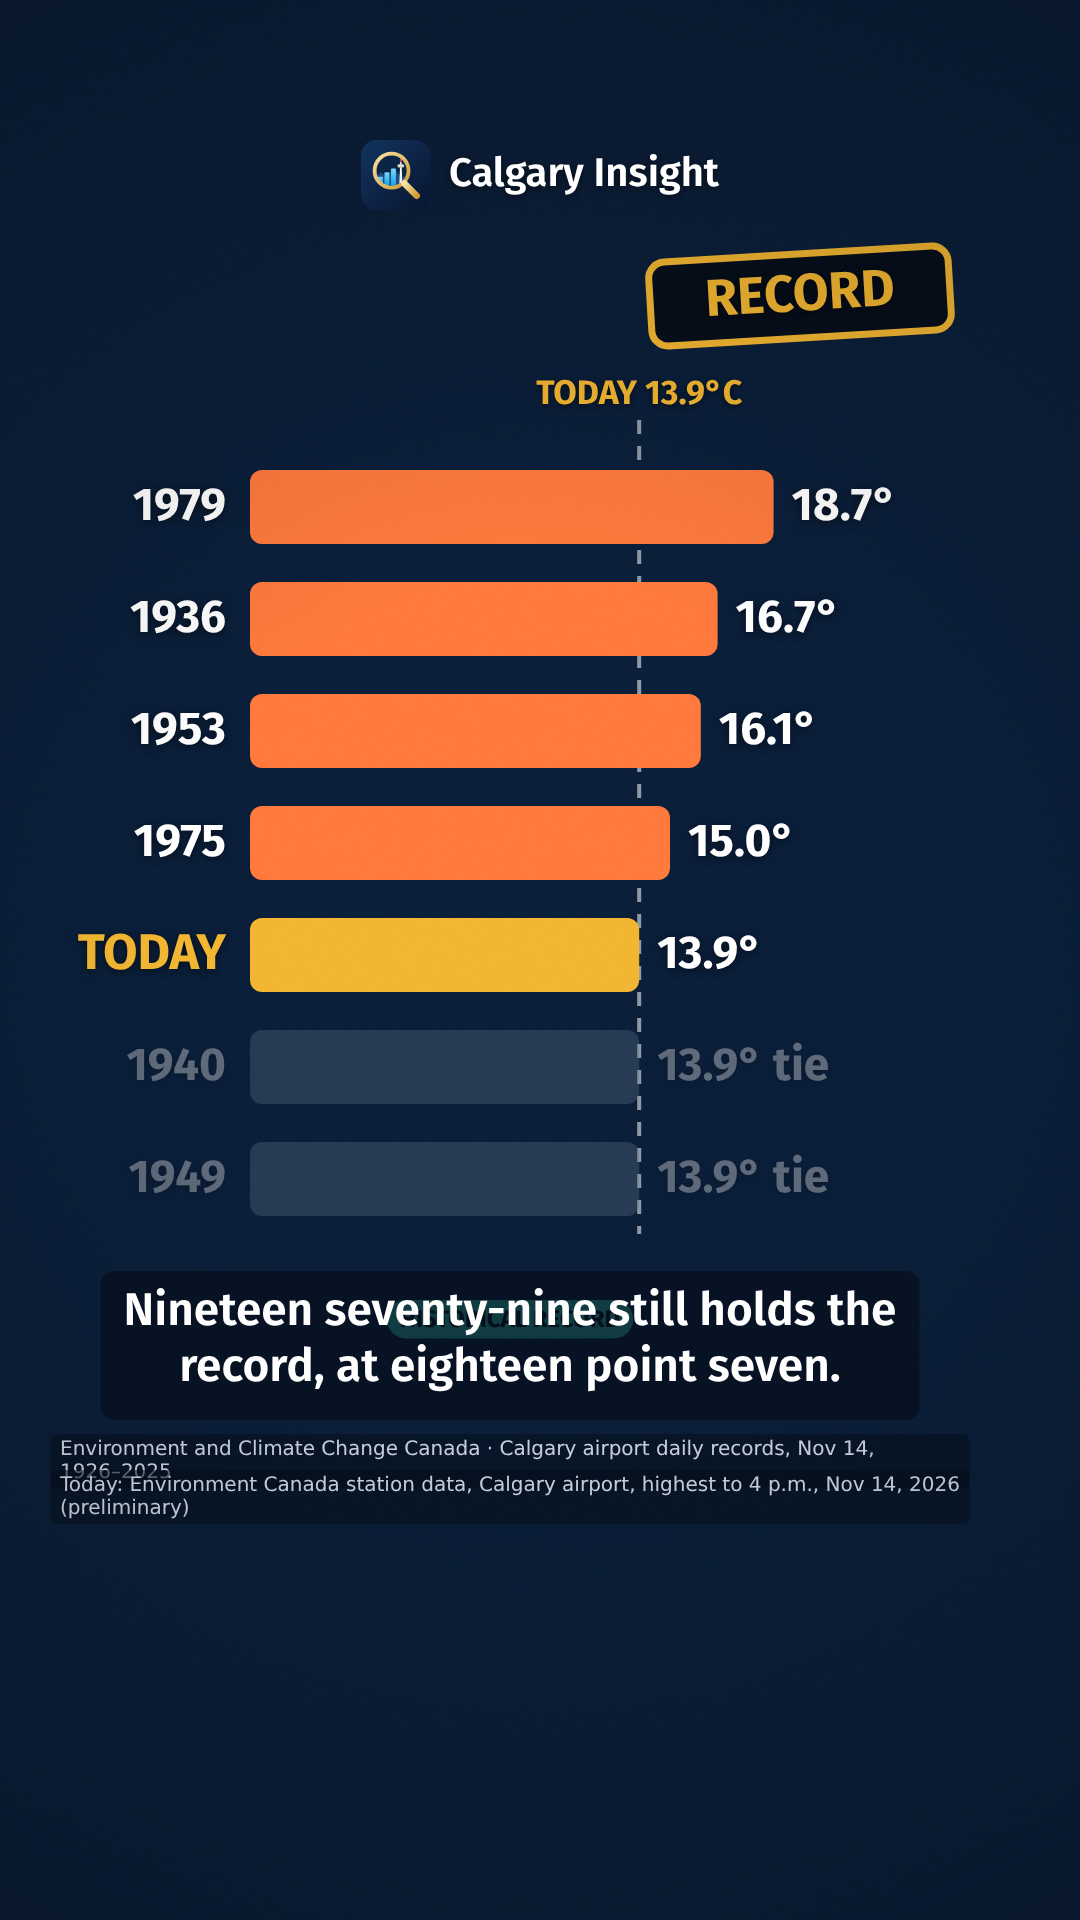 Calgary Insight
RECORD
TODAY 13.9°C
1979 18.7°
1936 16.7°
1953 16.1°
1975 15.0°
TODAY 13.9°
1940 13.9° tie
1949 13.9° tie
Nineteen seventy-nine still holds the
record, at eighteen point seven.
Environment and Climate Change Canada · Calgary airport daily records, Nov 14,
1926–2025
Today: Environment Canada station data, Calgary airport, highest to 4 p.m., Nov 14, 2026
(preliminary)